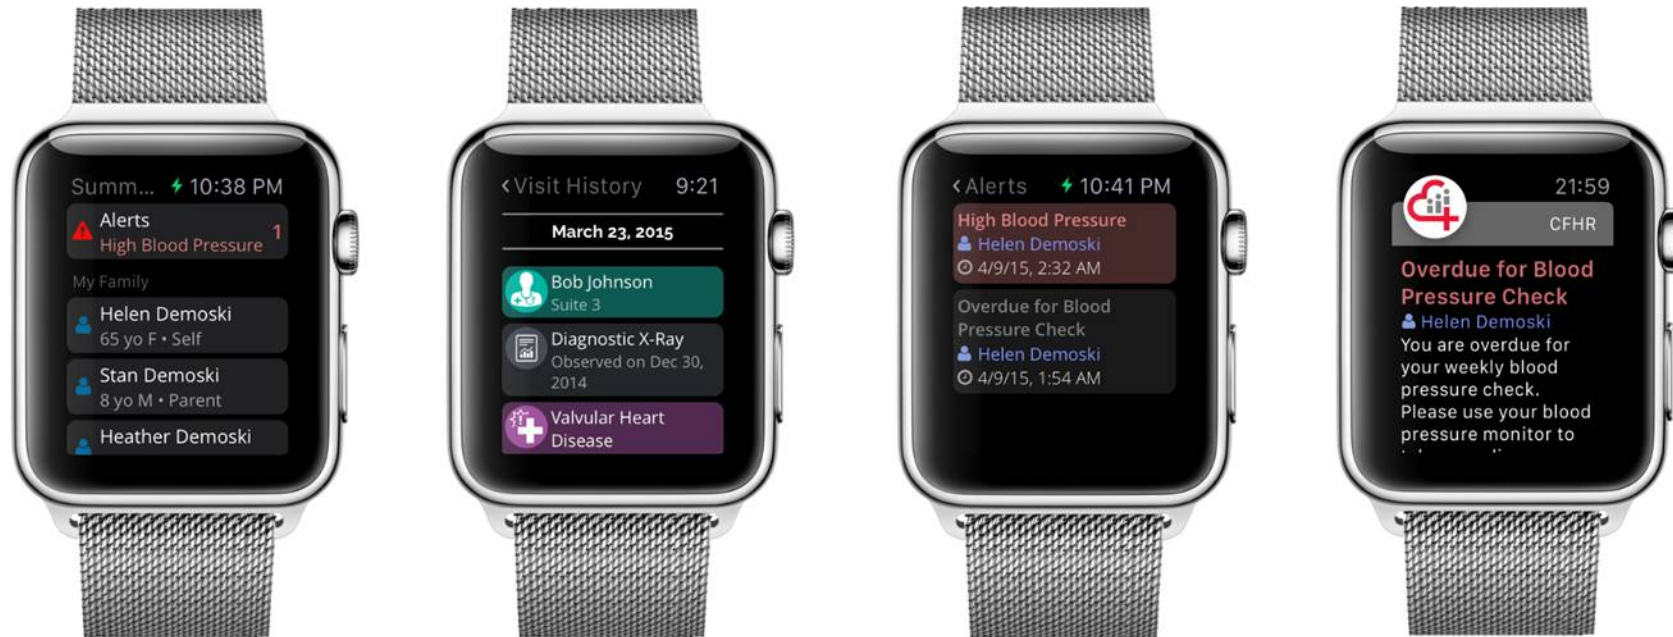 Summ... 10:38 PM
Alerts
High Blood Pressure 1
My Family
Helen Demoski
65 yo F • Self
Stan Demoski
8 yo M • Parent
Heather Demoski
<Visit History 9:21
March 23, 2015
Bob Johnson
Suite 3
Diagnostic X-Ray
Observed on Dec 30,
2014
Valvular Heart
Disease
<Alerts 10:41 PM
High Blood Pressure
Helen Demoski
4/9/15, 2:32 AM
Overdue for Blood
Pressure Check
Helen Demoski
4/9/15, 1:54 AM
21:59
CFHR
Overdue for Blood
Pressure Check
Helen Demoski
You are overdue for
your weekly blood
pressure check.
Please use your blood
pressure monitor to